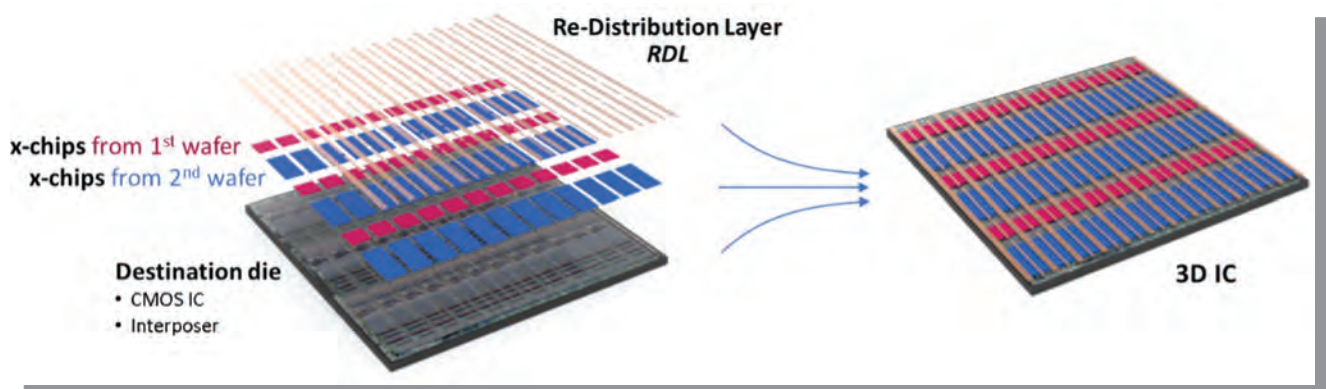 Re-Distribution Layer
RDL
x-chips from 1st wafer
x-chips from 2nd wafer
Destination die
• CMOS IC
• Interposer
3D IC